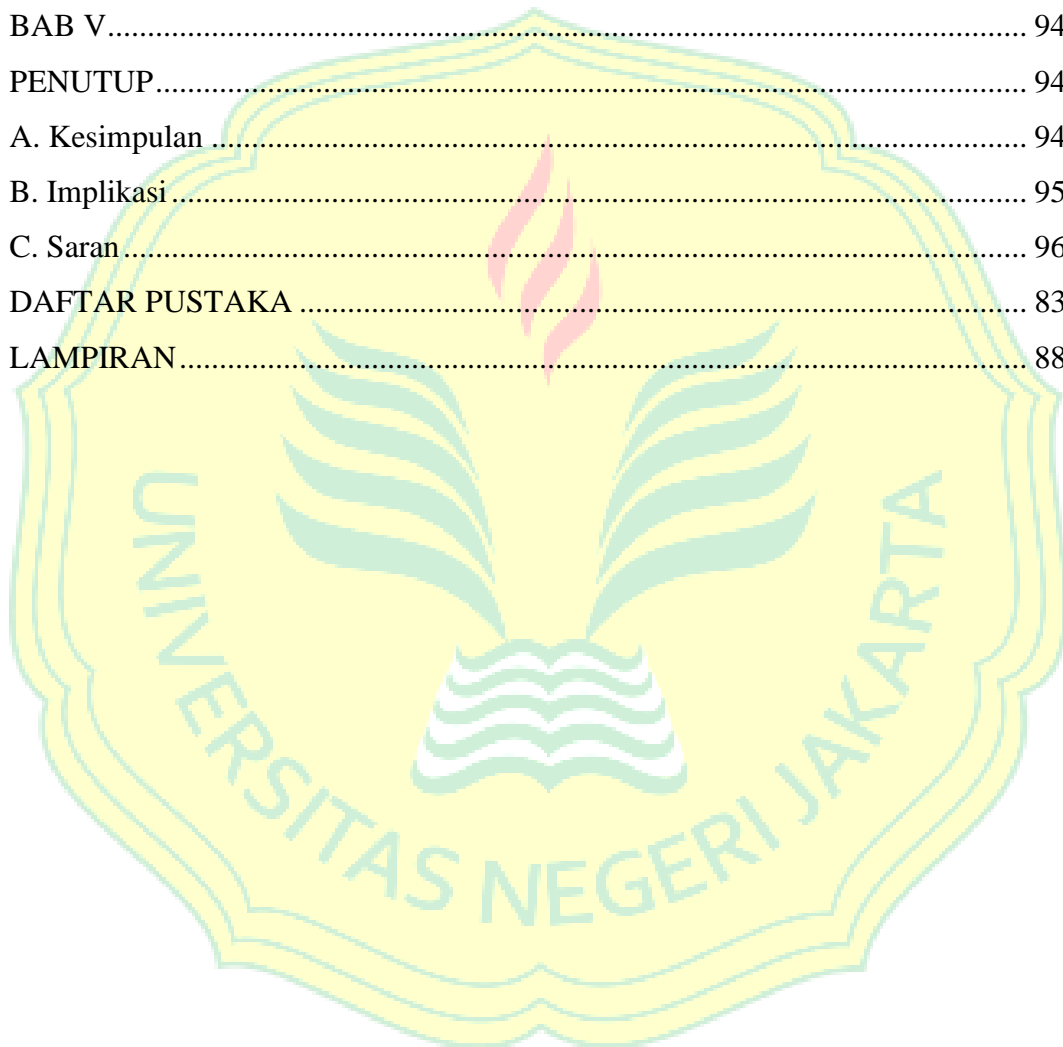 BAB V........................................................................................................................ 94
PENUTUP.................................................................................................................. 94
A. Kesimpulan ........................................................................................................... 94
B. Implikasi ................................................................................................................ 95
C. Saran...................................................................................................................... 96
DAFTAR PUSTAKA ................................................................................................ 83
LAMPIRAN............................................................................................................... 88
UNIVERSITAS NEGERI JAKARTA